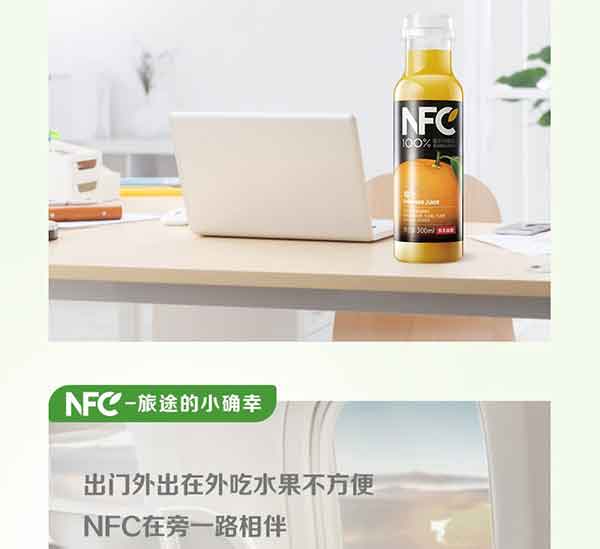 NFC
100%
ORANGE JUICE
300ml
NFC-旅途的小确幸
出门外出在外吃水果不方便
NFC在旁一路相伴